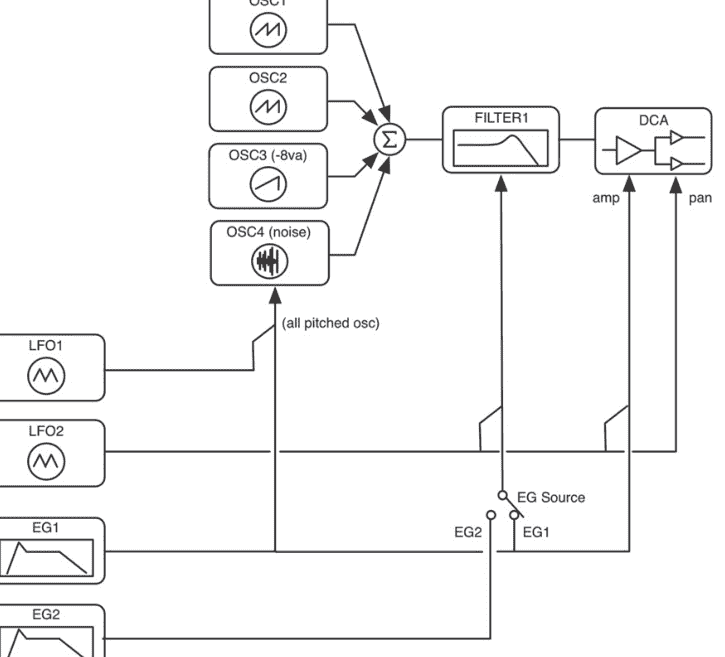 OSC1
OSC2
FILTER1
DCA
OSC3 (-8va)
amp
pan
OSC4 (noise)
(all pitched osc)
LFO1
LFO2
EG Source
EG1
EG2
EG1
EG2